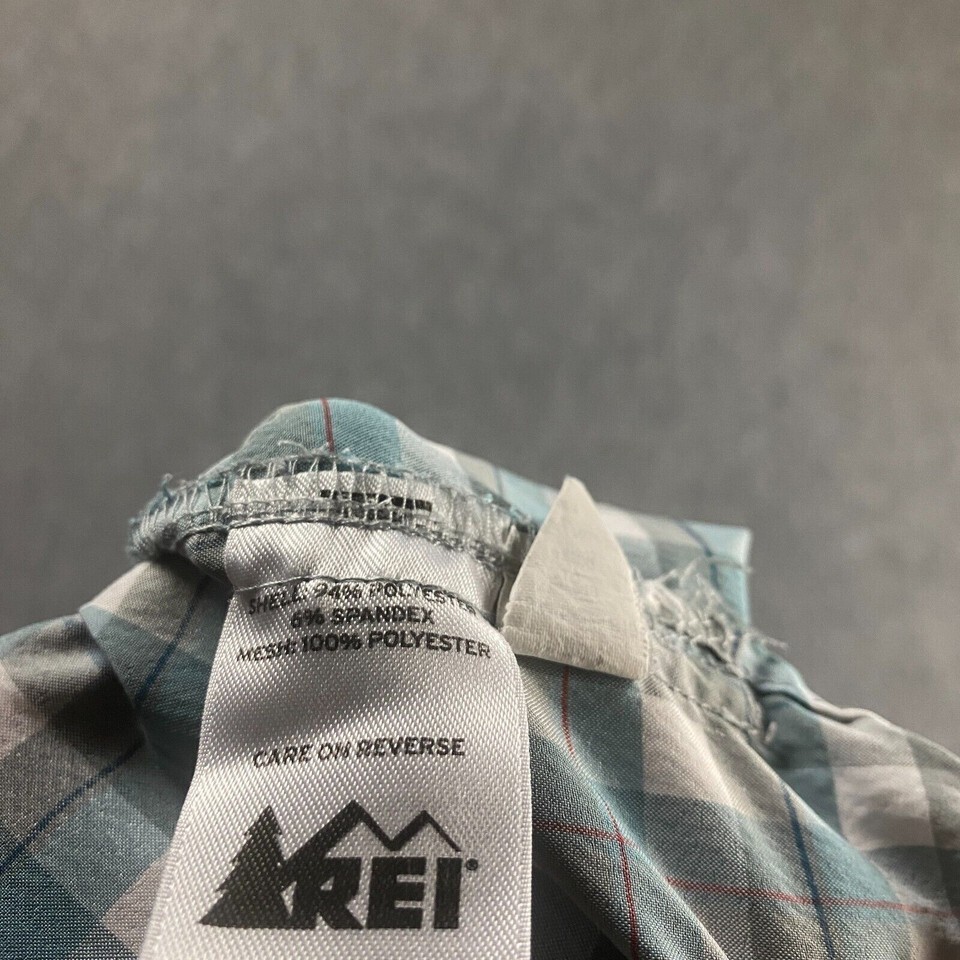 SHELL: 94% POLYESTER
6% SPANDEX
MESH: 100% POLYESTER
CARE ON REVERSE
REI®